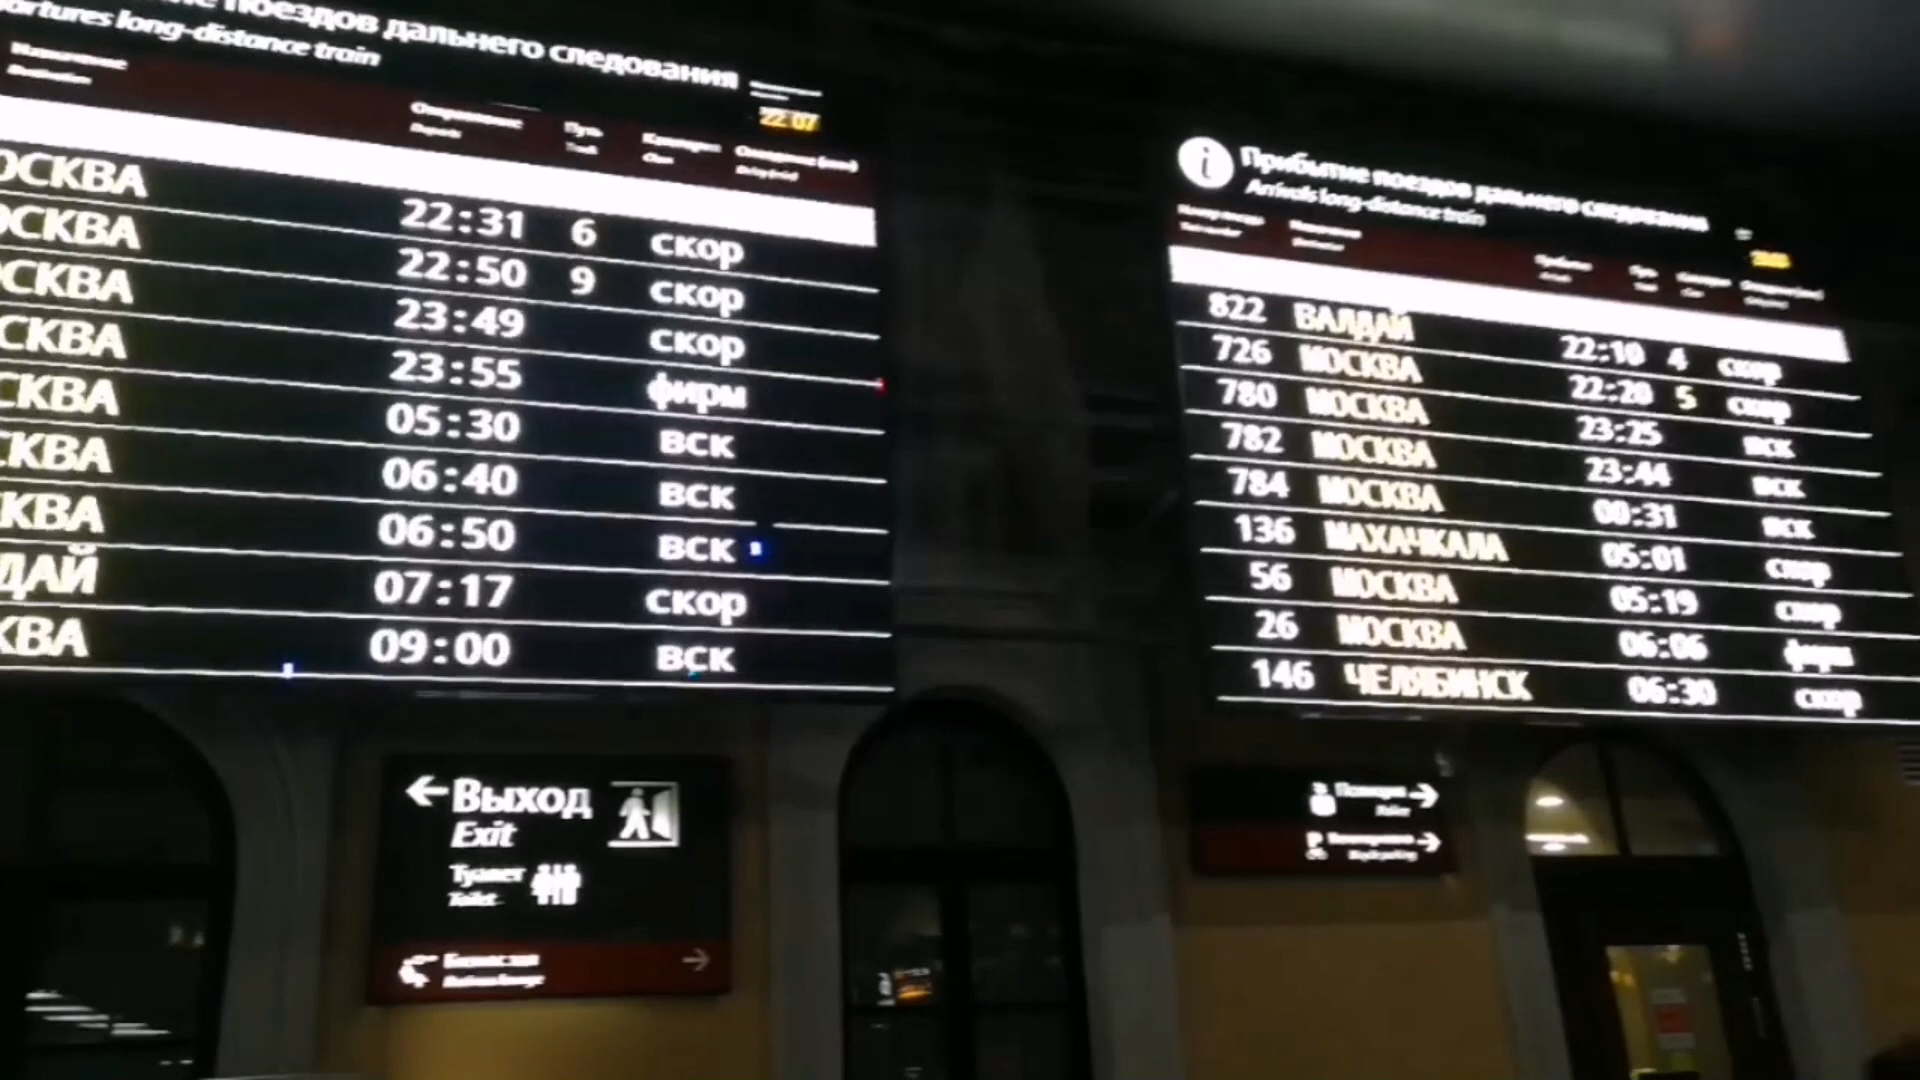 поездов дальнего следования
long-distance train
22:07
ОСКВА 22:31 6 скор
ОСКВА 22:50 9 скор
СКВА 23:49 скор
СКВА 23:55 фирм
СКВА 05:30 ВСК
СКВА 06:40 ВСК
КВА 06:50 ВСК
ДАЙ 07:17 скор
КВА 09:00 ВСК
Прибытие поездов дальнего следования
Arrivals long-distance train
822 ВАЛДАЙ 22:10 4 скор
726 МОСКВА 22:20 5 скор
780 МОСКВА 23:25 ВСК
782 МОСКВА 23:44 ВСК
784 МОСКВА 00:31 ВСК
136 МАХАЧКАЛА 05:01 скор
56 МОСКВА 05:19 скор
26 МОСКВА 06:06 фирм
146 ЧЕЛЯБИНСК 06:30 скор
Выход
Exit
Туалет
Toilet